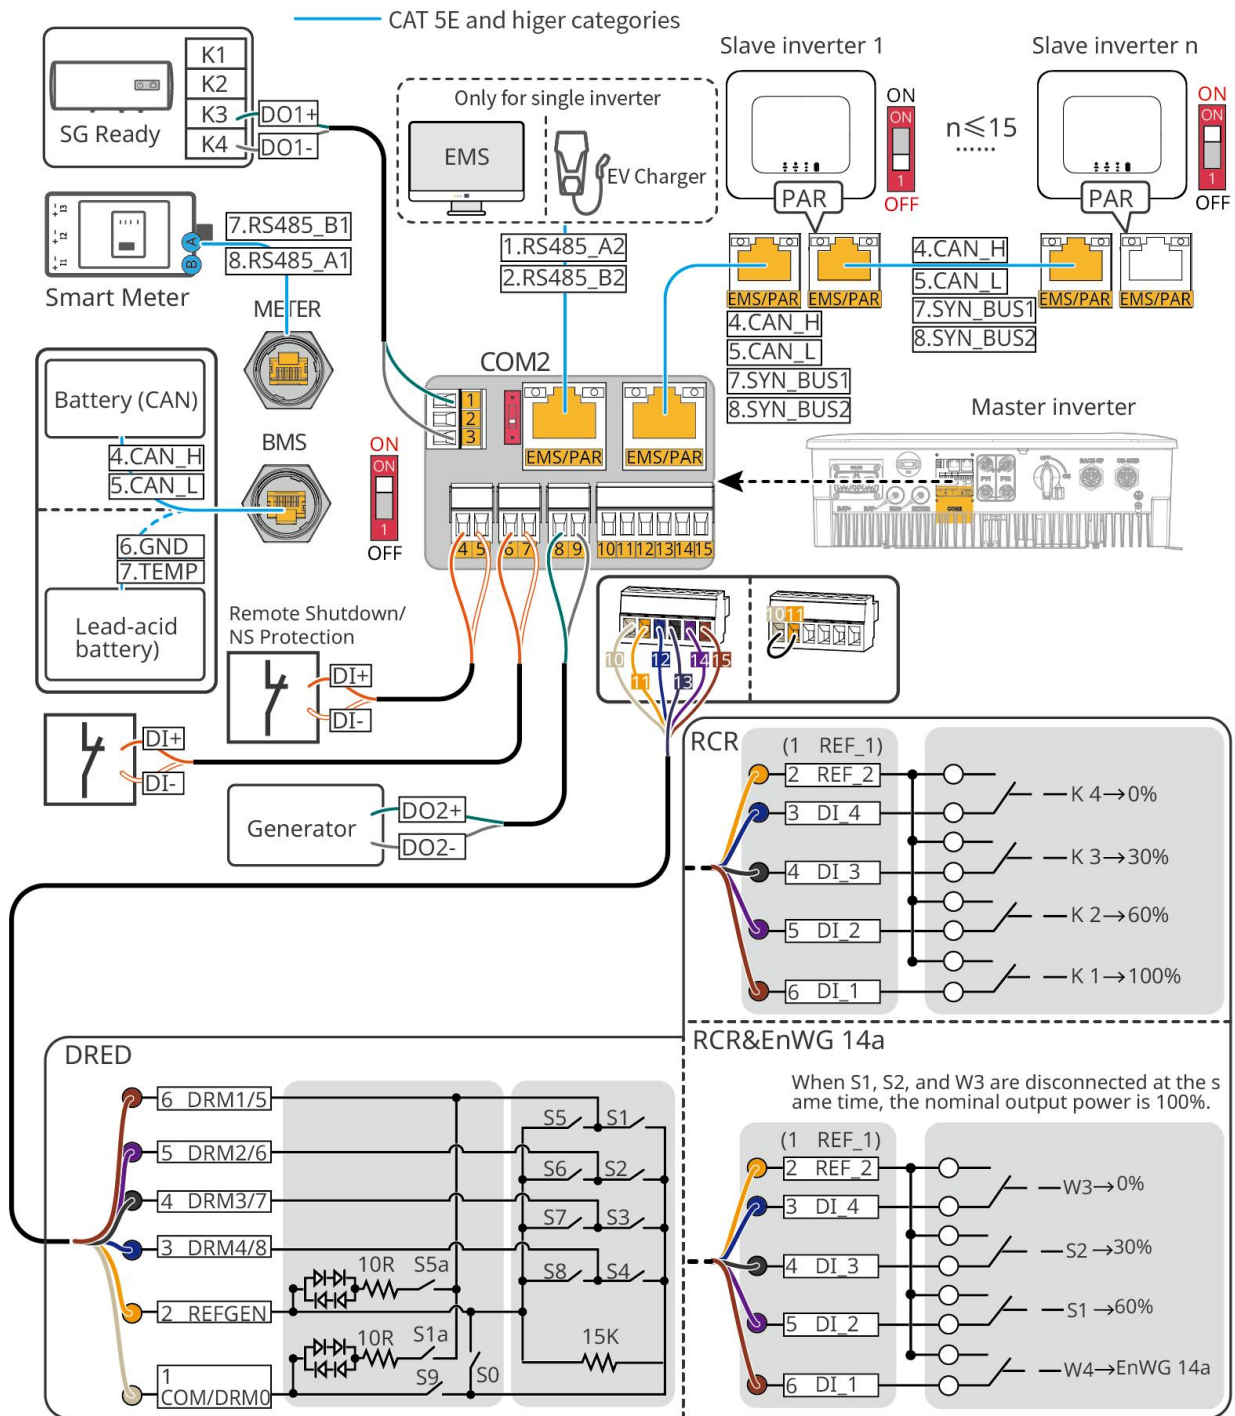 CAT 5E and higer categories
K1
K2
K3
K4
SG Ready
DO1+
DO1-
Only for single inverter
EMS
EV Charger
Slave inverter 1
Slave inverter n
ON
ON
1
OFF
n≤15
......
ON
ON
1
OFF
PAR
PAR
I3
I2
I1
A
B
Smart Meter
7.RS485_B1
8.RS485_A1
METER
1.RS485_A2
2.RS485_B2
EMS/PAR
EMS/PAR
4.CAN_H
5.CAN_L
7.SYN_BUS1
8.SYN_BUS2
4.CAN_H
5.CAN_L
7.SYN_BUS1
8.SYN_BUS2
EMS/PAR
EMS/PAR
Battery (CAN)
4.CAN_H
5.CAN_L
6.GND
7.TEMP
Lead-acid
battery)
BMS
ON
ON
1
OFF
COM2
1
2
3
EMS/PAR
EMS/PAR
4 5 6 7 8 9 10 11 12 13 14 15
Master inverter
PV1
PV2
BACK-UP
ON-GRID
Remote Shutdown/
NS Protection
DI+
DI-
DI+
DI-
Generator
DO2+
DO2-
10
11
12
13
14
15
10 11
RCR
(1 REF_1)
2 REF_2
3 DI_4
4 DI_3
5 DI_2
6 DI_1
K 4→0%
K 3→30%
K 2→60%
K 1→100%
RCR&EnWG 14a
When S1, S2, and W3 are disconnected at the s
ame time, the nominal output power is 100%.
(1 REF_1)
2 REF_2
3 DI_4
4 DI_3
5 DI_2
6 DI_1
W3→0%
S2→30%
S1→60%
W4→EnWG 14a
DRED
6 DRM1/5
5 DRM2/6
4 DRM3/7
3 DRM4/8
2 REFGEN
1
COM/DRM0
10R
S5a
10R
S1a
S9
S0
S5
S1
S6
S2
S7
S3
S8
S4
15K